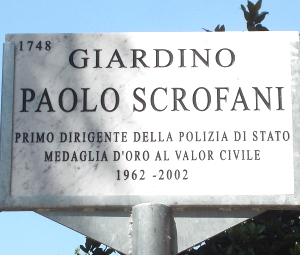 1748
GIARDINO
PAOLO SCROFANI
PRIMO DIRIGENTE DELLA POLIZIA DI STATO
MEDAGLIA D'ORO AL VALOR CIVILE
1962 -2002